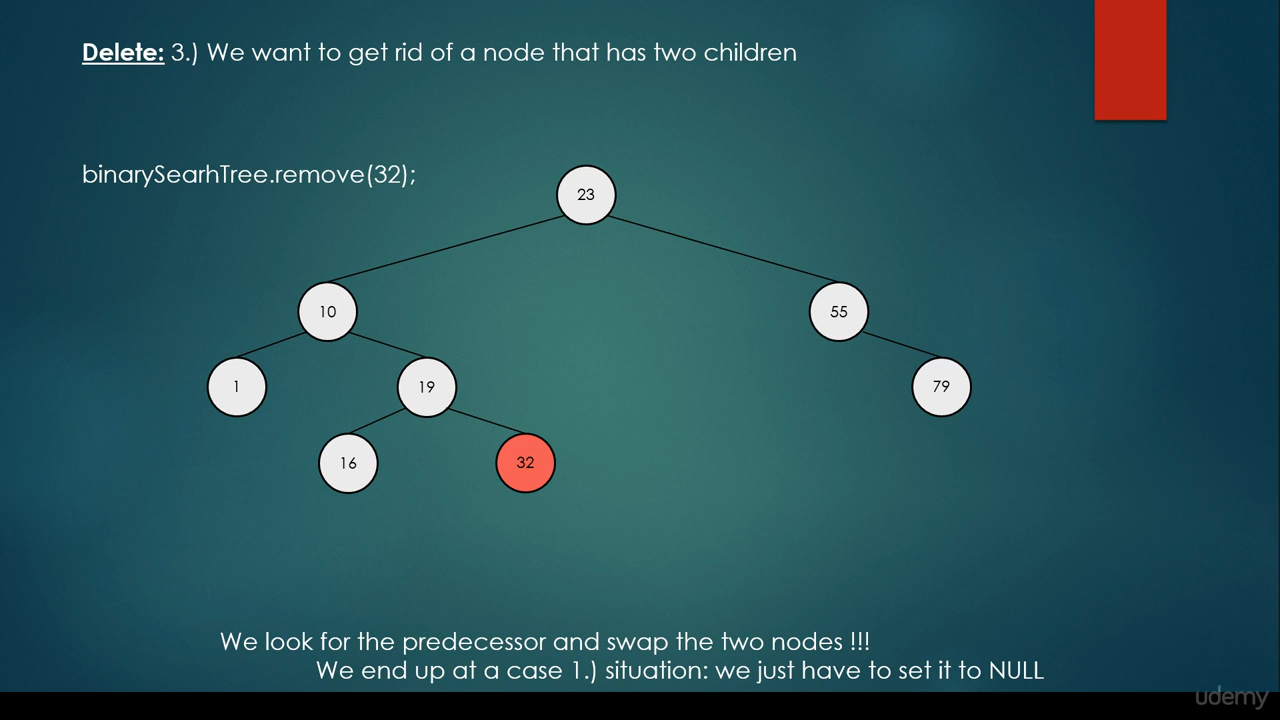 Delete: 3.) We want to get rid of a node that has two children
binarySearhTree.remove(32);
23
10
55
1
19
79
16
32
We look for the predecessor and swap the two nodes !!!
We end up at a case 1.) situation: we just have to set it to NULL
udemy